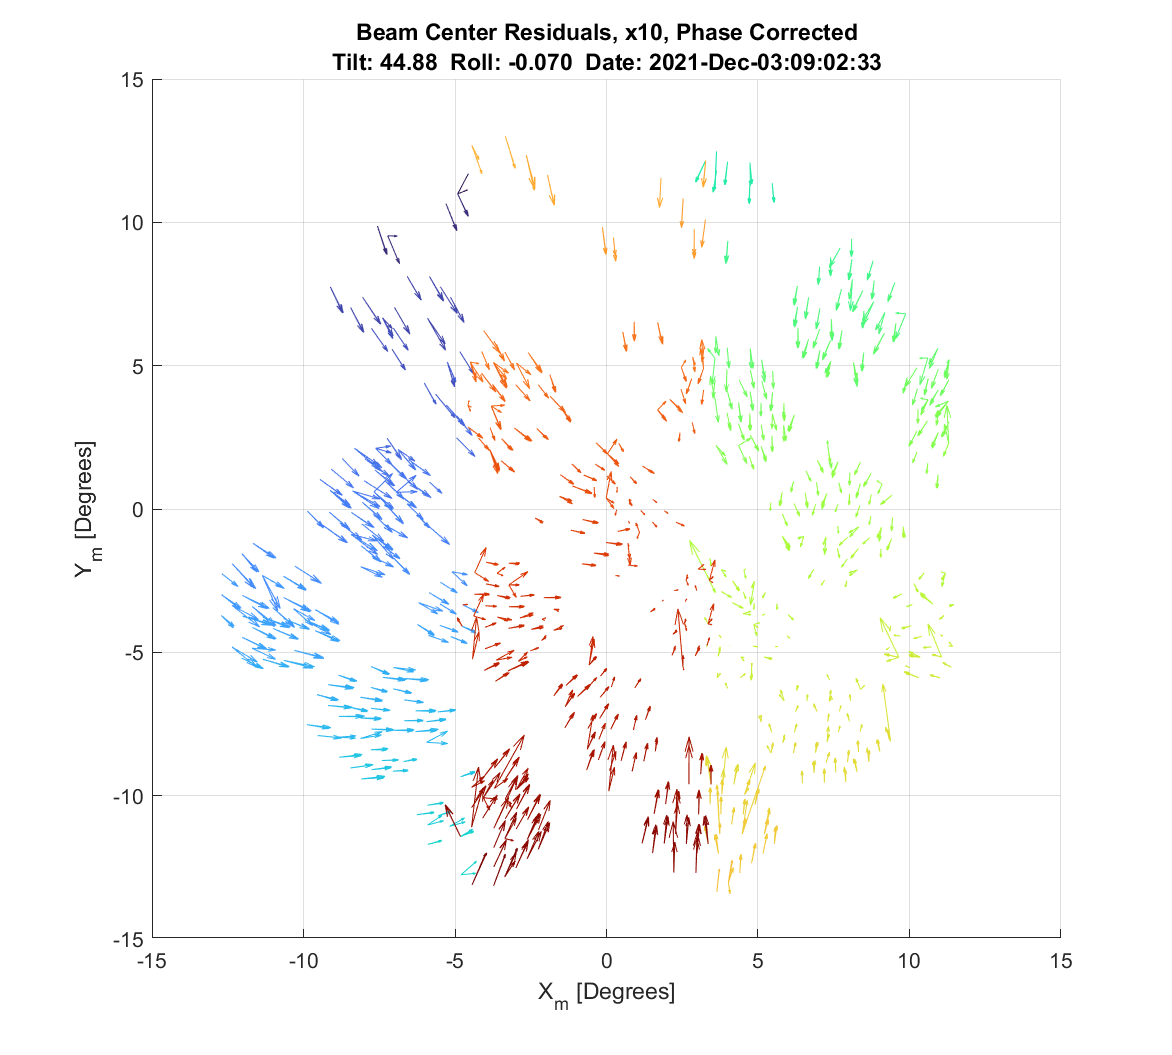 Beam Center Residuals, x10, Phase Corrected
Tilt: 44.88 Roll: -0.070 Date: 2021-Dec-03:09:02:33
15
10
5
0
-5
-10
-15
Y_m [Degrees]
-15 -10 -5 0 5 10 15
X_m [Degrees]